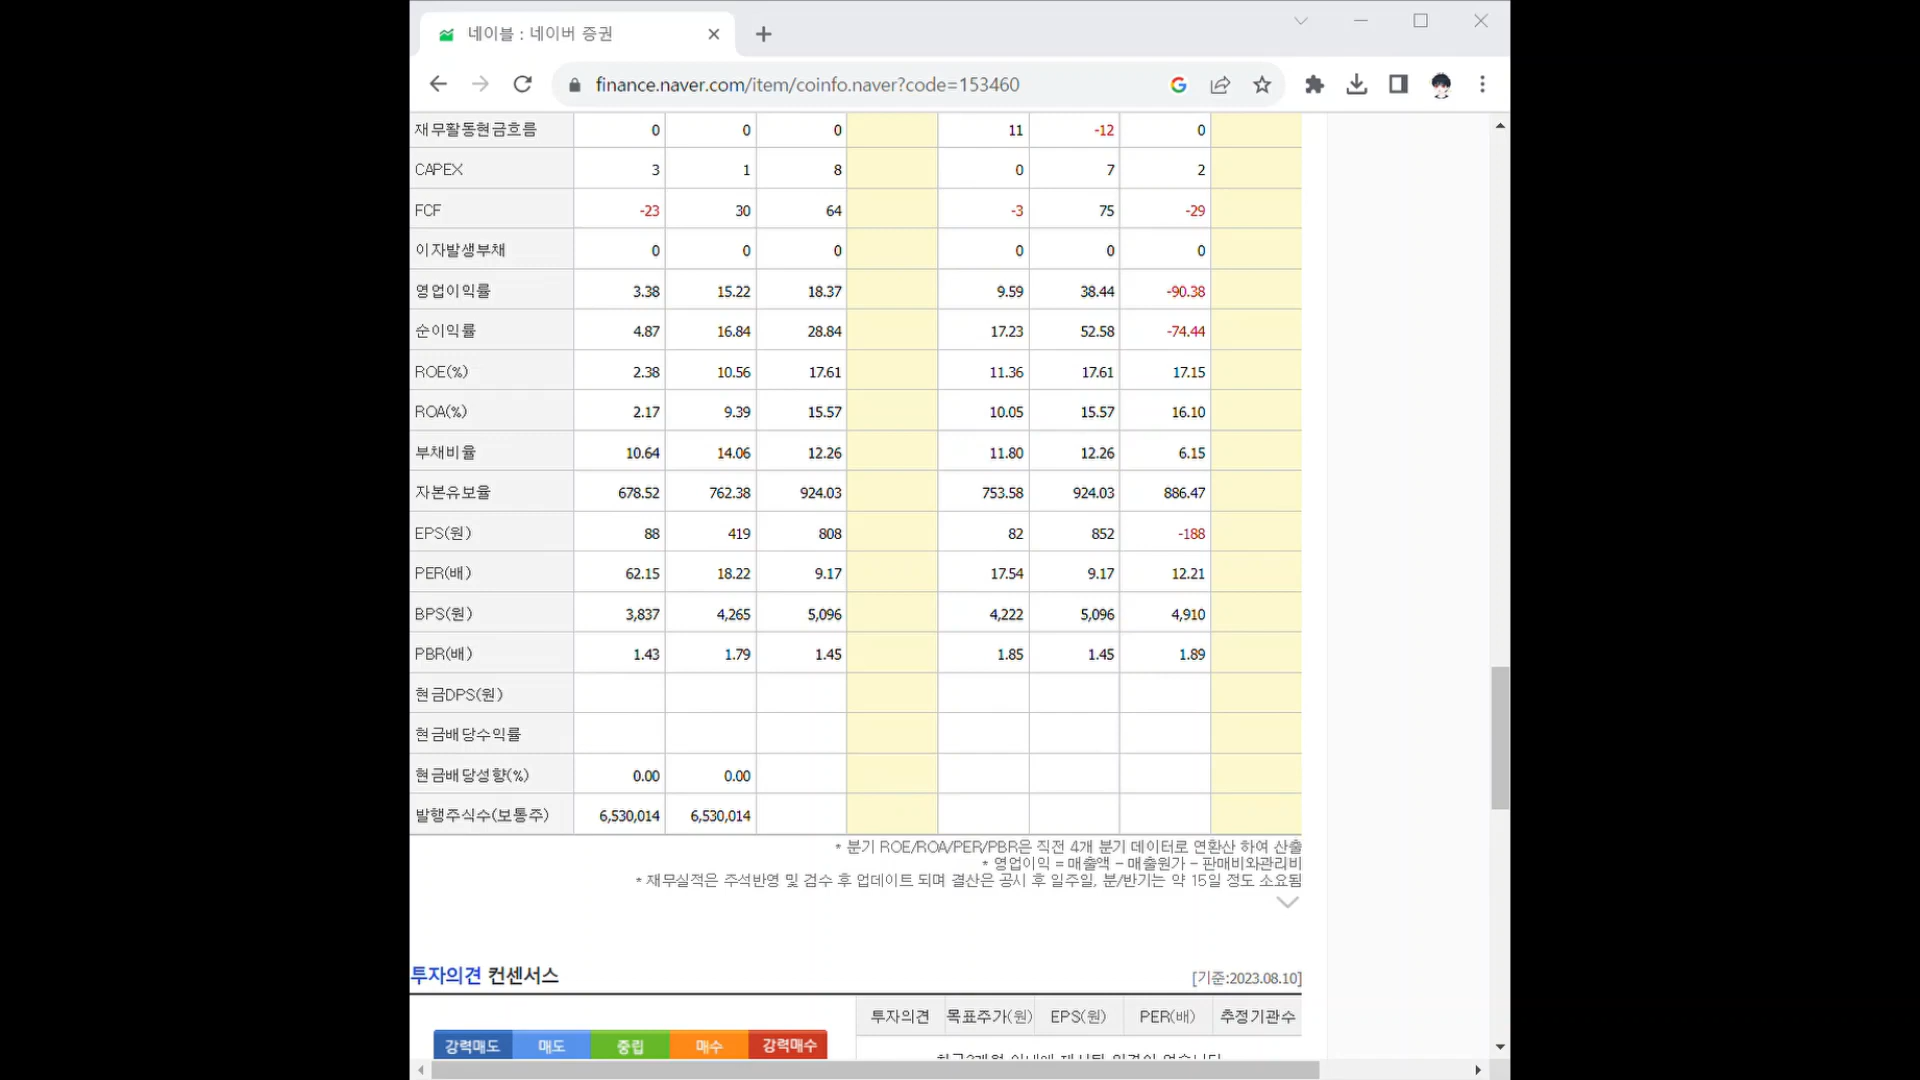 네이블 : 네이버 증권
finance.naver.com/item/coinfo.naver?code=153460
재무활동현금흐름 0 0 0 11 -12 0
CAPEX 3 1 8 0 7 2
FCF -23 30 64 -3 75 -29
이자발생부채 0 0 0 0 0 0
영업이익률 3.38 15.22 18.37 9.59 38.44 -90.38
순이익률 4.87 16.84 28.84 17.23 52.58 -74.44
ROE(%) 2.38 10.56 17.61 11.36 17.61 17.15
ROA(%) 2.17 9.39 15.57 10.05 15.57 16.10
부채비율 10.64 14.06 12.26 11.80 12.26 6.15
자본유보율 678.52 762.38 924.03 753.58 924.03 886.47
EPS(원) 88 419 808 82 852 -188
PER(배) 62.15 18.22 9.17 17.54 9.17 12.21
BPS(원) 3,837 4,265 5,096 4,222 5,096 4,910
PBR(배) 1.43 1.79 1.45 1.85 1.45 1.89
현금DPS(원)
현금배당수익률
현금배당성향(%) 0.00 0.00
발행주식수(보통주) 6,530,014 6,530,014
* 분기 ROE/ROA/PER/PBR은 직전 4개 분기 데이터로 연환산 하여 산출
* 영업이익 = 매출액 - 매출원가 - 판매비와관리비
* 재무실적은 주석반영 및 검수 후 업데이트 되며 결산은 공시 후 일주일, 분/반기는 약 15일 정도 소요됨
투자의견 컨센서스 [기준:2023.08.10]
투자의견 목표주가(원) EPS(원) PER(배) 추정기관수
강력매도 매도 중립 매수 강력매수